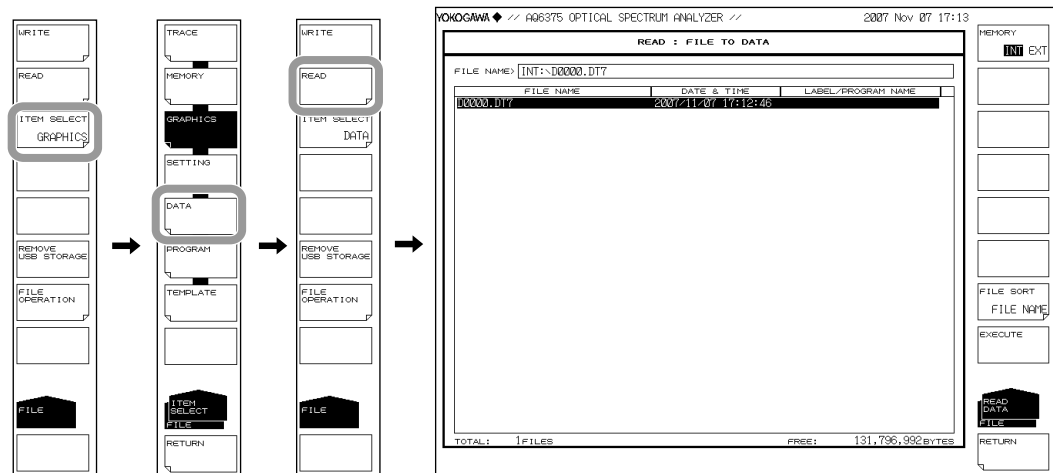 WRITE
READ
ITEM SELECT
GRAPHICS
REMOVE
USB STORAGE
FILE
OPERATION
FILE
TRACE
MEMORY
GRAPHICS
SETTING
DATA
PROGRAM
TEMPLATE
ITEM
SELECT
FILE
RETURN
WRITE
READ
ITEM SELECT
DATA
REMOVE
USB STORAGE
FILE
OPERATION
FILE
YOKOGAWA ◆ // AQ6375 OPTICAL SPECTRUM ANALYZER // 2007 Nov 07 17:13
READ : FILE TO DATA
FILE NAME> INT:\D0000.DT7
FILE NAME DATE & TIME LABEL/PROGRAM NAME
D0000.DT7 2007/11/07 17:12:46
TOTAL: 1FILES FREE: 131,796,992BYTES
MEMORY
INT EXT
FILE SORT
FILE NAME
EXECUTE
READ
DATA
FILE
RETURN